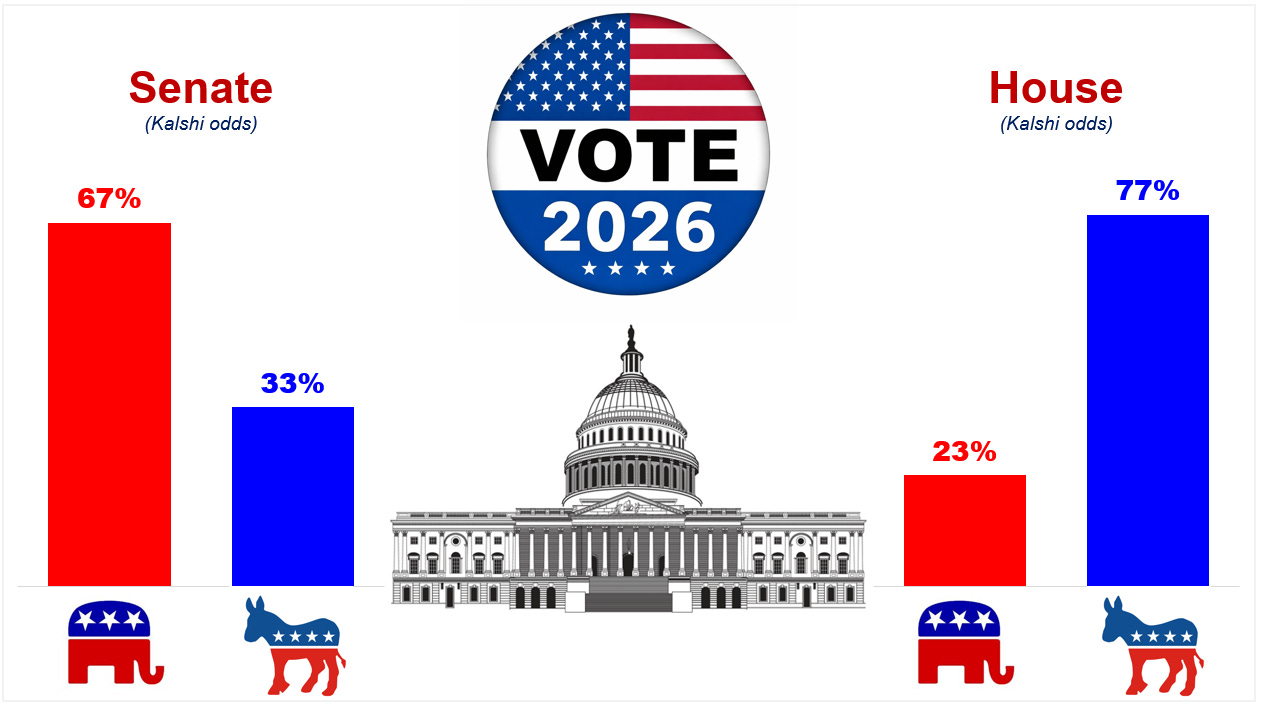 Senate
(Kalshi odds)
67%
33%
VOTE
2026
House
(Kalshi odds)
77%
23%